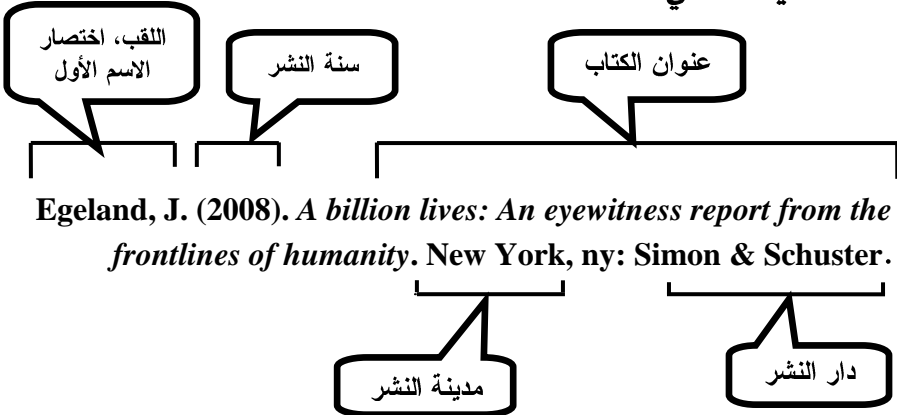 اللقب، اختصار
الاسم الأول
سنة النشر
عنوان الكتاب
Egeland, J. (2008). A billion lives: An eyewitness report from the
frontlines of humanity. New York, ny: Simon & Schuster.
مدينة النشر
دار النشر